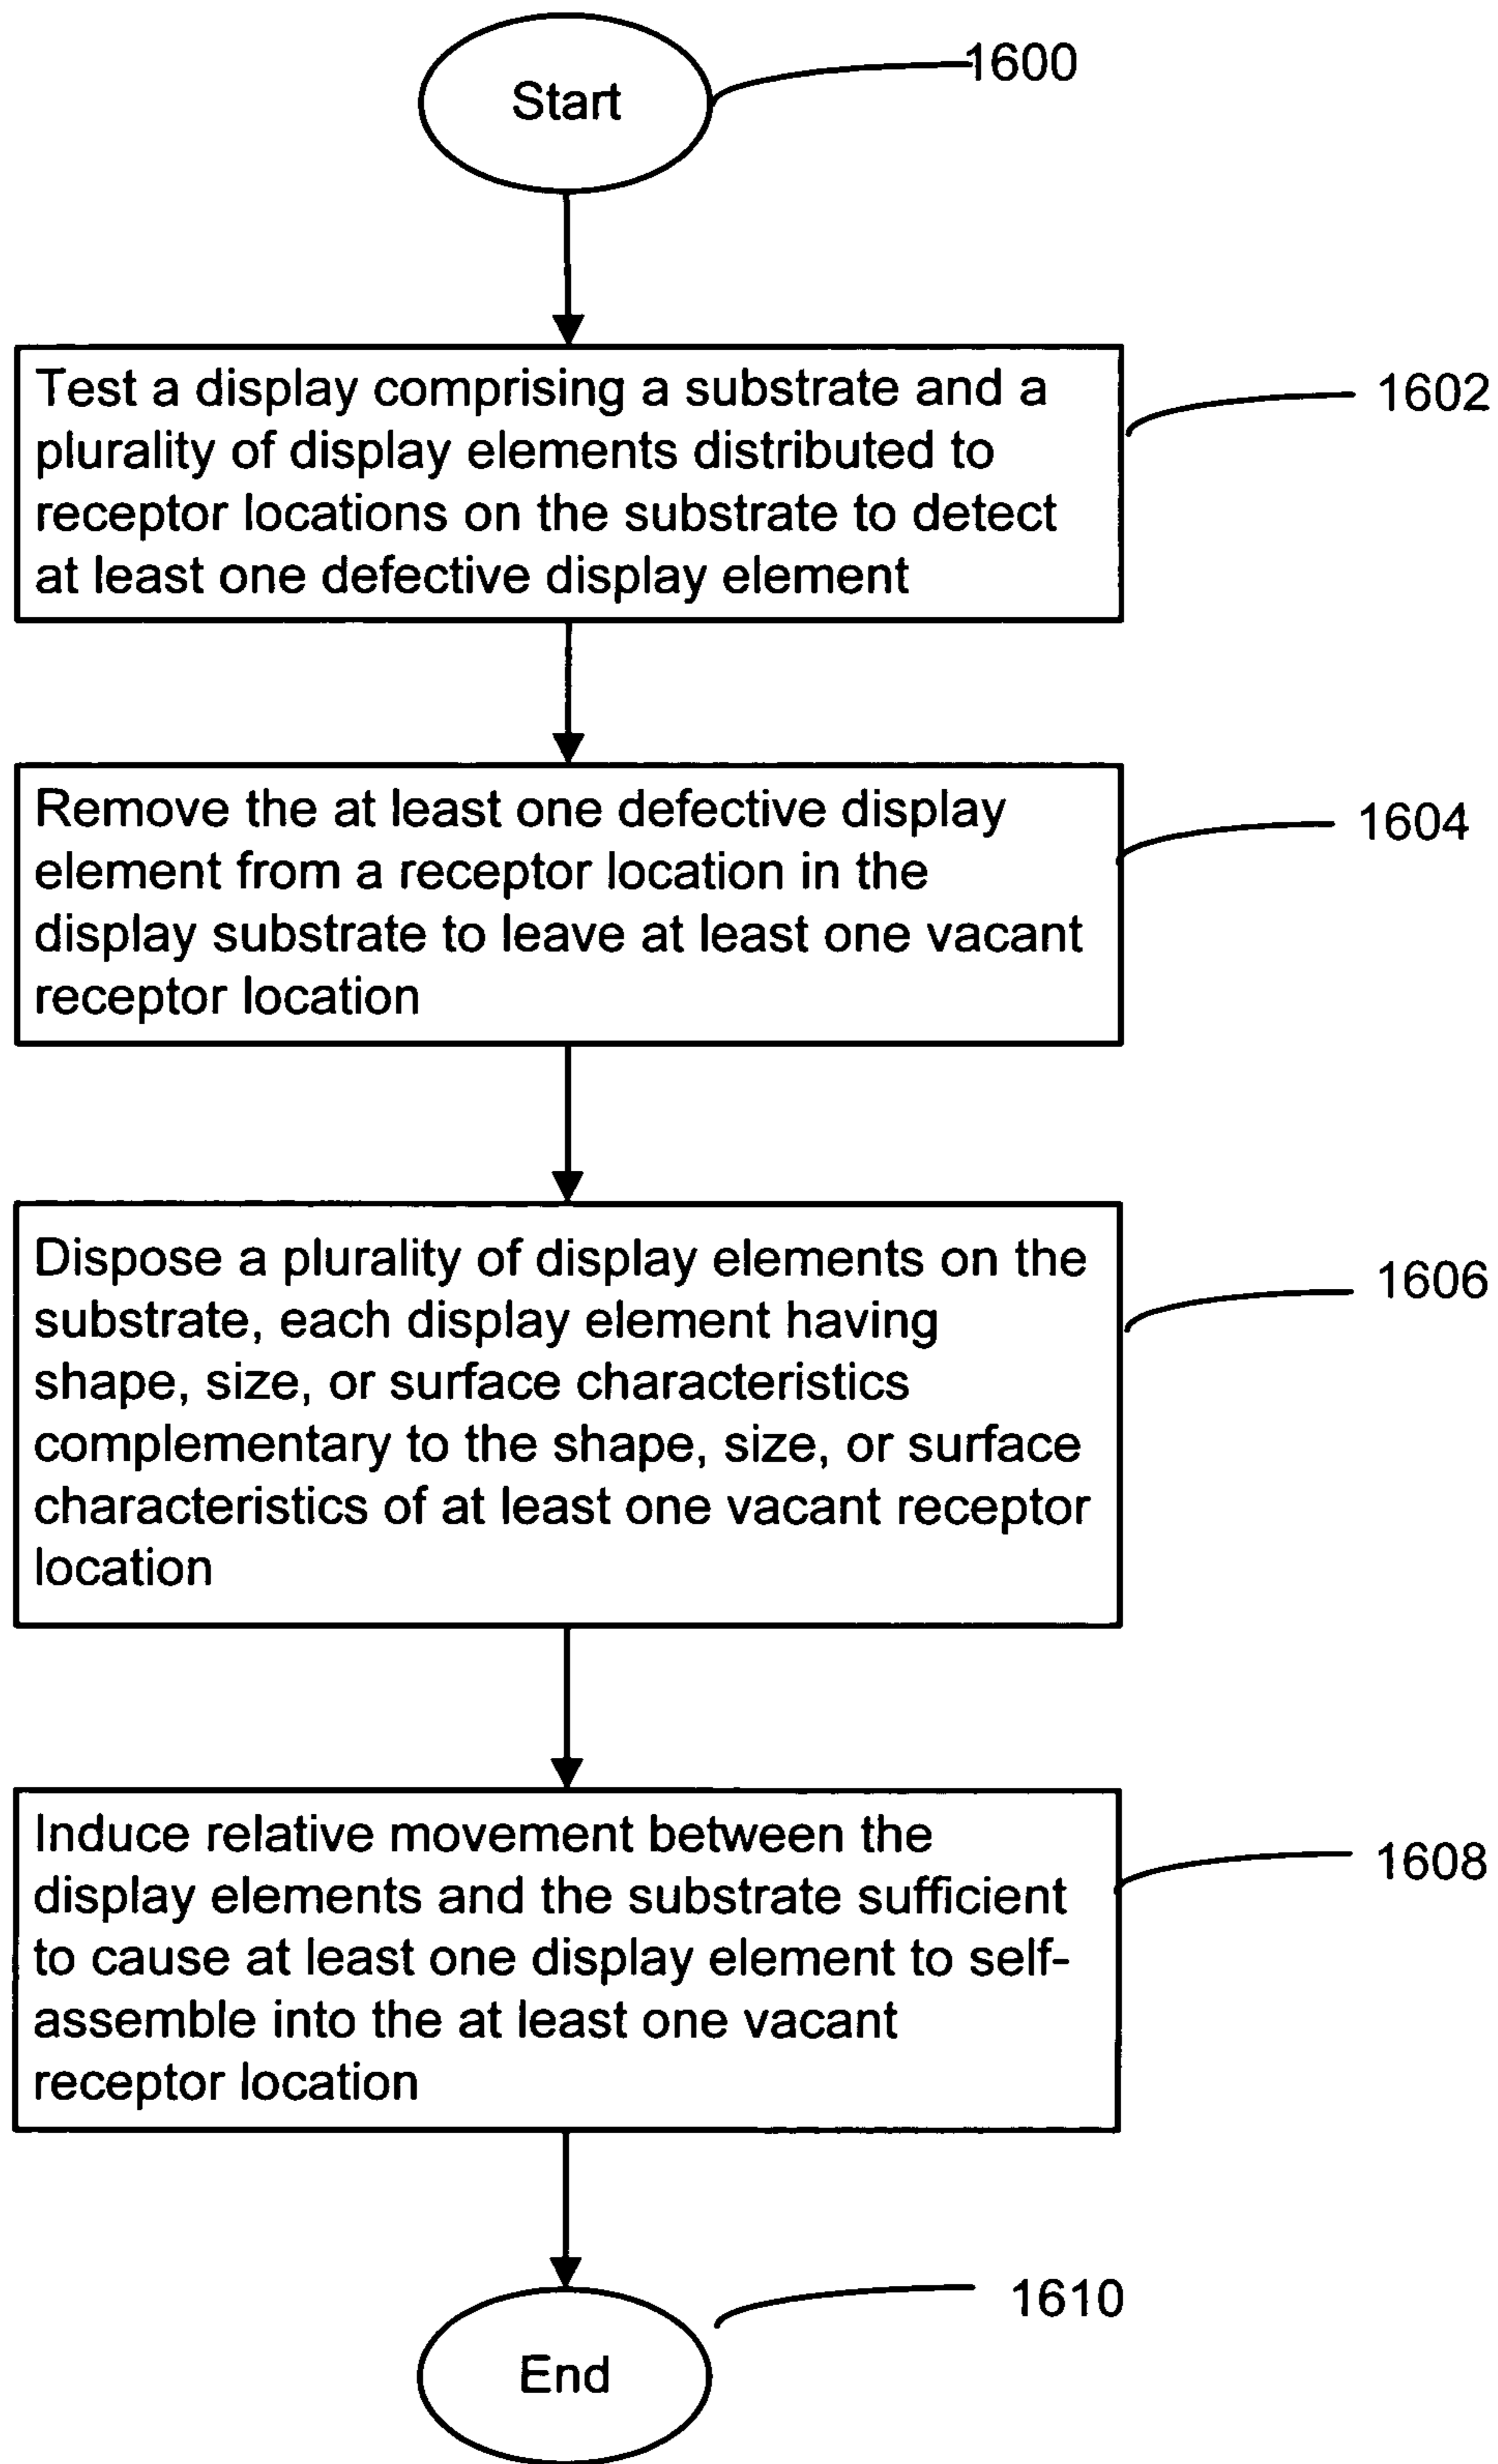 Start
1600
Test a display comprising a substrate and a
plurality of display elements distributed to
receptor locations on the substrate to detect
at least one defective display element
1602
Remove the at least one defective display
element from a receptor location in the
display substrate to leave at least one vacant
receptor location
1604
Dispose a plurality of display elements on the
substrate, each display element having
shape, size, or surface characteristics
complementary to the shape, size, or surface
characteristics of at least one vacant receptor
location
1606
Induce relative movement between the
display elements and the substrate sufficient
to cause at least one display element to self-
assemble into the at least one vacant
receptor location
1608
End
1610